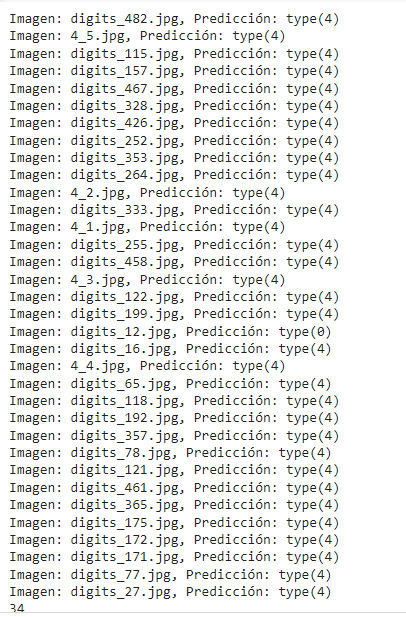 Imagen: digits_482.jpg, Predicción: type(4)
Imagen: 4_5.jpg, Predicción: type(4)
Imagen: digits_115.jpg, Predicción: type(4)
Imagen: digits_157.jpg, Predicción: type(4)
Imagen: digits_467.jpg, Predicción: type(4)
Imagen: digits_328.jpg, Predicción: type(4)
Imagen: digits_426.jpg, Predicción: type(4)
Imagen: digits_252.jpg, Predicción: type(4)
Imagen: digits_353.jpg, Predicción: type(4)
Imagen: digits_264.jpg, Predicción: type(4)
Imagen: 4_2.jpg, Predicción: type(4)
Imagen: digits_333.jpg, Predicción: type(4)
Imagen: 4_1.jpg, Predicción: type(4)
Imagen: digits_255.jpg, Predicción: type(4)
Imagen: digits_458.jpg, Predicción: type(4)
Imagen: 4_3.jpg, Predicción: type(4)
Imagen: digits_122.jpg, Predicción: type(4)
Imagen: digits_199.jpg, Predicción: type(4)
Imagen: digits_12.jpg, Predicción: type(0)
Imagen: digits_16.jpg, Predicción: type(4)
Imagen: 4_4.jpg, Predicción: type(4)
Imagen: digits_65.jpg, Predicción: type(4)
Imagen: digits_118.jpg, Predicción: type(4)
Imagen: digits_192.jpg, Predicción: type(4)
Imagen: digits_357.jpg, Predicción: type(4)
Imagen: digits_78.jpg, Predicción: type(4)
Imagen: digits_121.jpg, Predicción: type(4)
Imagen: digits_461.jpg, Predicción: type(4)
Imagen: digits_365.jpg, Predicción: type(4)
Imagen: digits_175.jpg, Predicción: type(4)
Imagen: digits_172.jpg, Predicción: type(4)
Imagen: digits_171.jpg, Predicción: type(4)
Imagen: digits_77.jpg, Predicción: type(4)
Imagen: digits_27.jpg, Predicción: type(4)
34